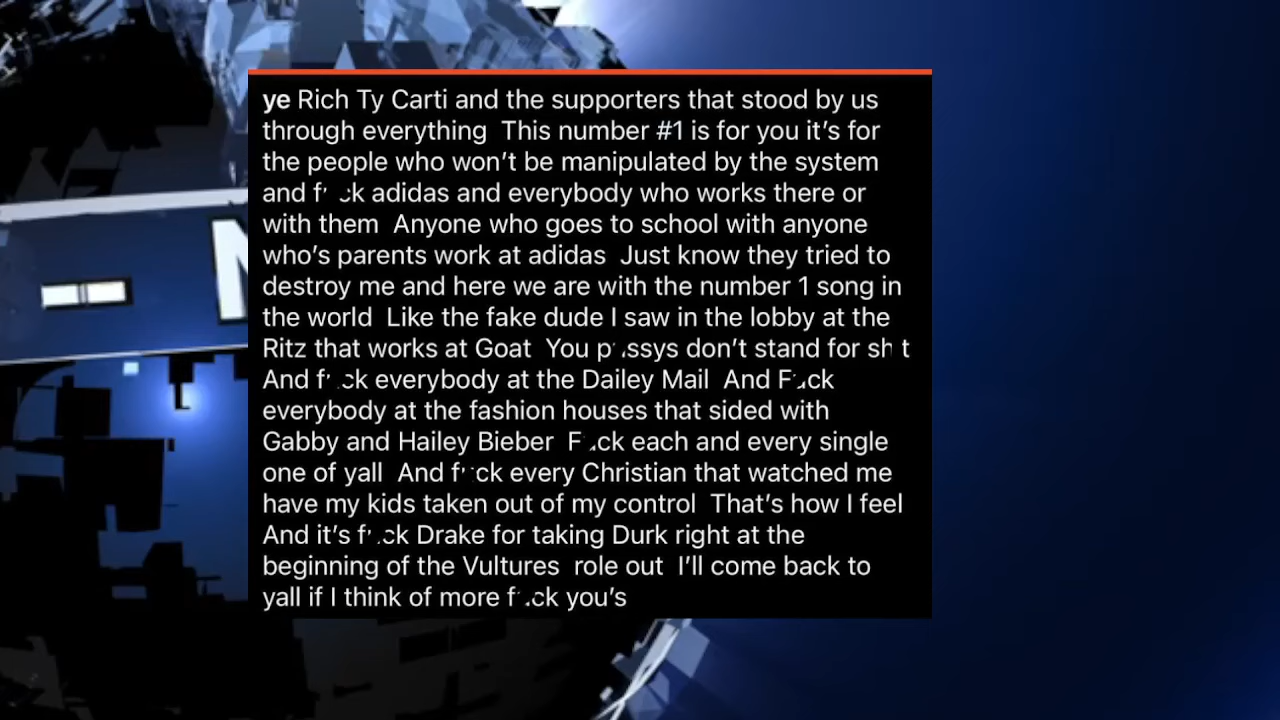 ye Rich Ty Carti and the supporters that stood by us
through everything This number #1 is for you it's for
the people who won't be manipulated by the system
and f ck adidas and everybody who works there or
with them Anyone who goes to school with anyone
who's parents work at adidas Just know they tried to
destroy me and here we are with the number 1 song in
the world Like the fake dude I saw in the lobby at the
Ritz that works at Goat You p ssys don't stand for sh t
And f ck everybody at the Dailey Mail And F ck
everybody at the fashion houses that sided with
Gabby and Hailey Bieber F ck each and every single
one of yall And f ck every Christian that watched me
have my kids taken out of my control That's how I feel
And it's f ck Drake for taking Durk right at the
beginning of the Vultures role out I'll come back to
yall if I think of more f ck you's